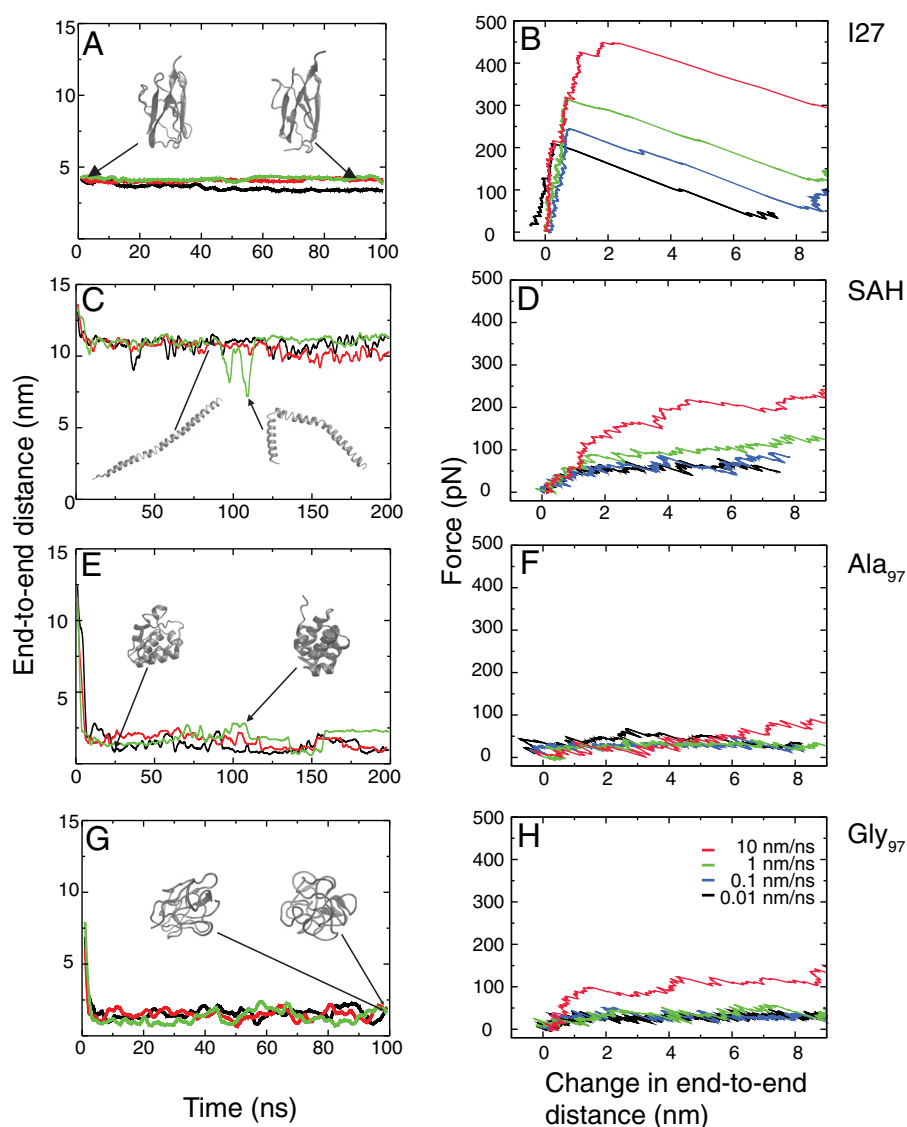 15
A
10
5
0 20 40 60 80 100
500
B
400
300
200
100
0
0 2 4 6 8
I27
15
C
10
5
0
50 100 150 200
500
D
400
300
200
100
0
0 2 4 6 8
SAH
15
E
10
5
0 50 100 150 200
500
F
400
300
200
100
0
0 2 4 6 8
Ala97
15
G
10
5
0
0 20 40 60 80 100
500
H
400
300
200
100
0
0 2 4 6 8
10 nm/ns
1 nm/ns
0.1 nm/ns
0.01 nm/ns
Gly97
End-to-end distance (nm)
Force (pN)
Time (ns)
Change in end-to-end
distance (nm)